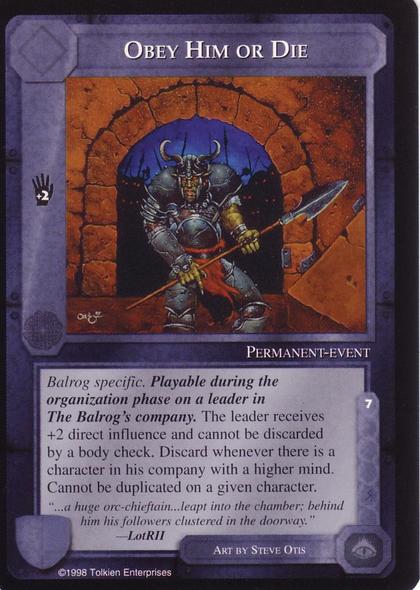 OBEY HIM OR DIE
+2
PERMANENT-EVENT
Balrog specific. Playable during the
organization phase on a leader in
The Balrog's company. The leader receives
+2 direct influence and cannot be discarded
by a body check. Discard whenever there is a
character in his company with a higher mind.
Cannot be duplicated on a given character.
7
"...a huge orc-chieftain...leapt into the chamber; behind
him his followers clustered in the doorway."
—LotRII
ART BY STEVE OTIS
©1998 Tolkien Enterprises